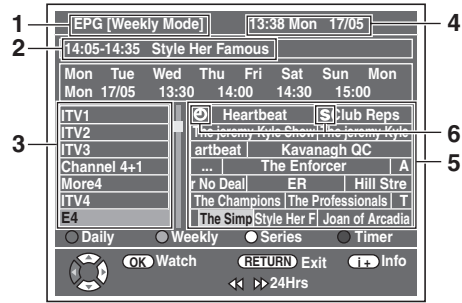 EPG [Weekly Mode] 13:38 Mon 17/05
14:05-14:35 Style Her Famous
Mon Tue Wed Thu Fri Sat Sun Mon
Mon 17/05 13:30 14:00 14:30 15:00
ITV1 Heartbeat S Club Reps
ITV2 The jeremy Kyle Show The jeremy Kyle
ITV3 artbeat Kavanagh QC
Channel 4+1 ... The Enforcer A
More4 r No Deal ER Hill Stre
ITV4 The Champions The Professionals T
E4 The Simp Style Her F Joan of Arcadia
Daily Weekly Series Timer
OK Watch RETURN Exit i+ Info
24Hrs
1
2
3
4
6
5